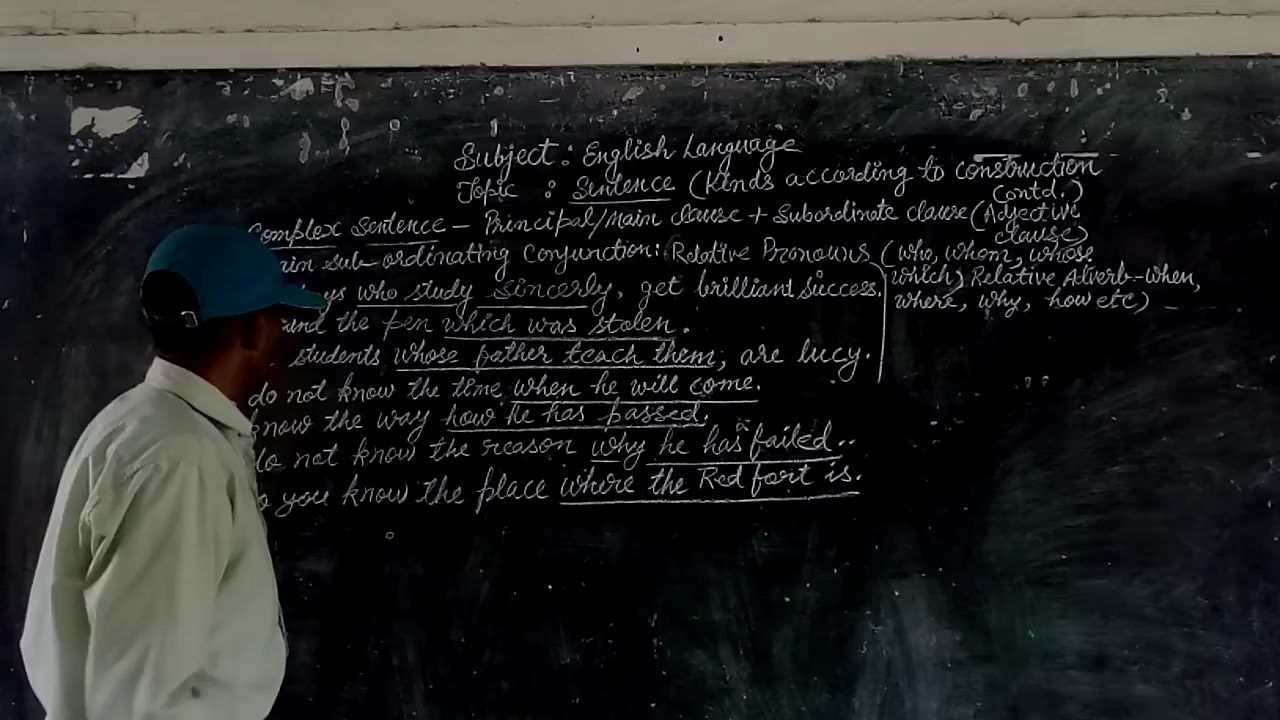 Subject: English Language
Topic : Sentence (Kinds according to construction
Contd.)
Complex Sentence – Principal/Main clause + Subordinate clause (Adjective
clause)
sub-ordinating Conjunction: Relative Pronouns (who, whom, whose
which) Relative Adverb-when,
where, why, how etc) -
who study sincerly, get brilliant success.
the pen which was stolen.
students whose father teach them, are lucy.
do not know the time when he will come.
know the way how he has passed.
do not know the reason why he has failed..
you know the place where the Red fort is.